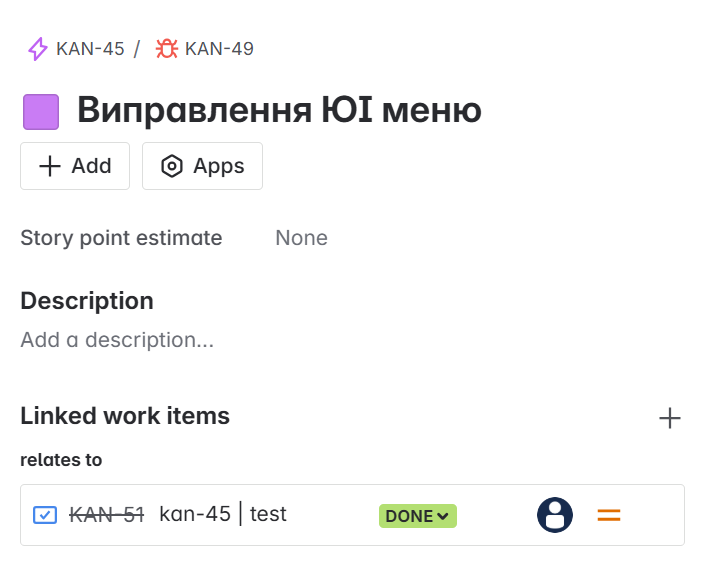 KAN-45 / KAN-49
Виправлення ЮІ меню
Add Apps
Story point estimate None
Description
Add a description...
Linked work items
relates to
KAN-51 kan-45 | test DONE